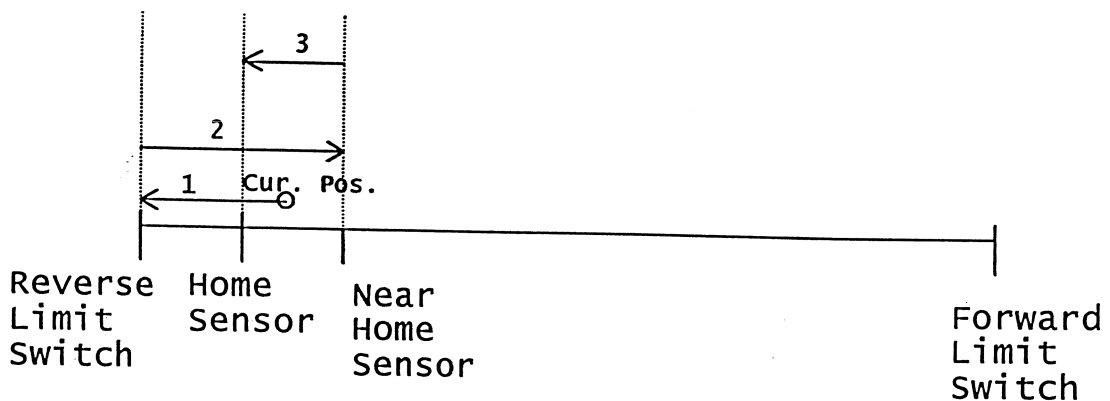 3
2
1
Cur. Pos.
Reverse
Limit
Switch
Home
Sensor
Near
Home
Sensor
Forward
Limit
Switch